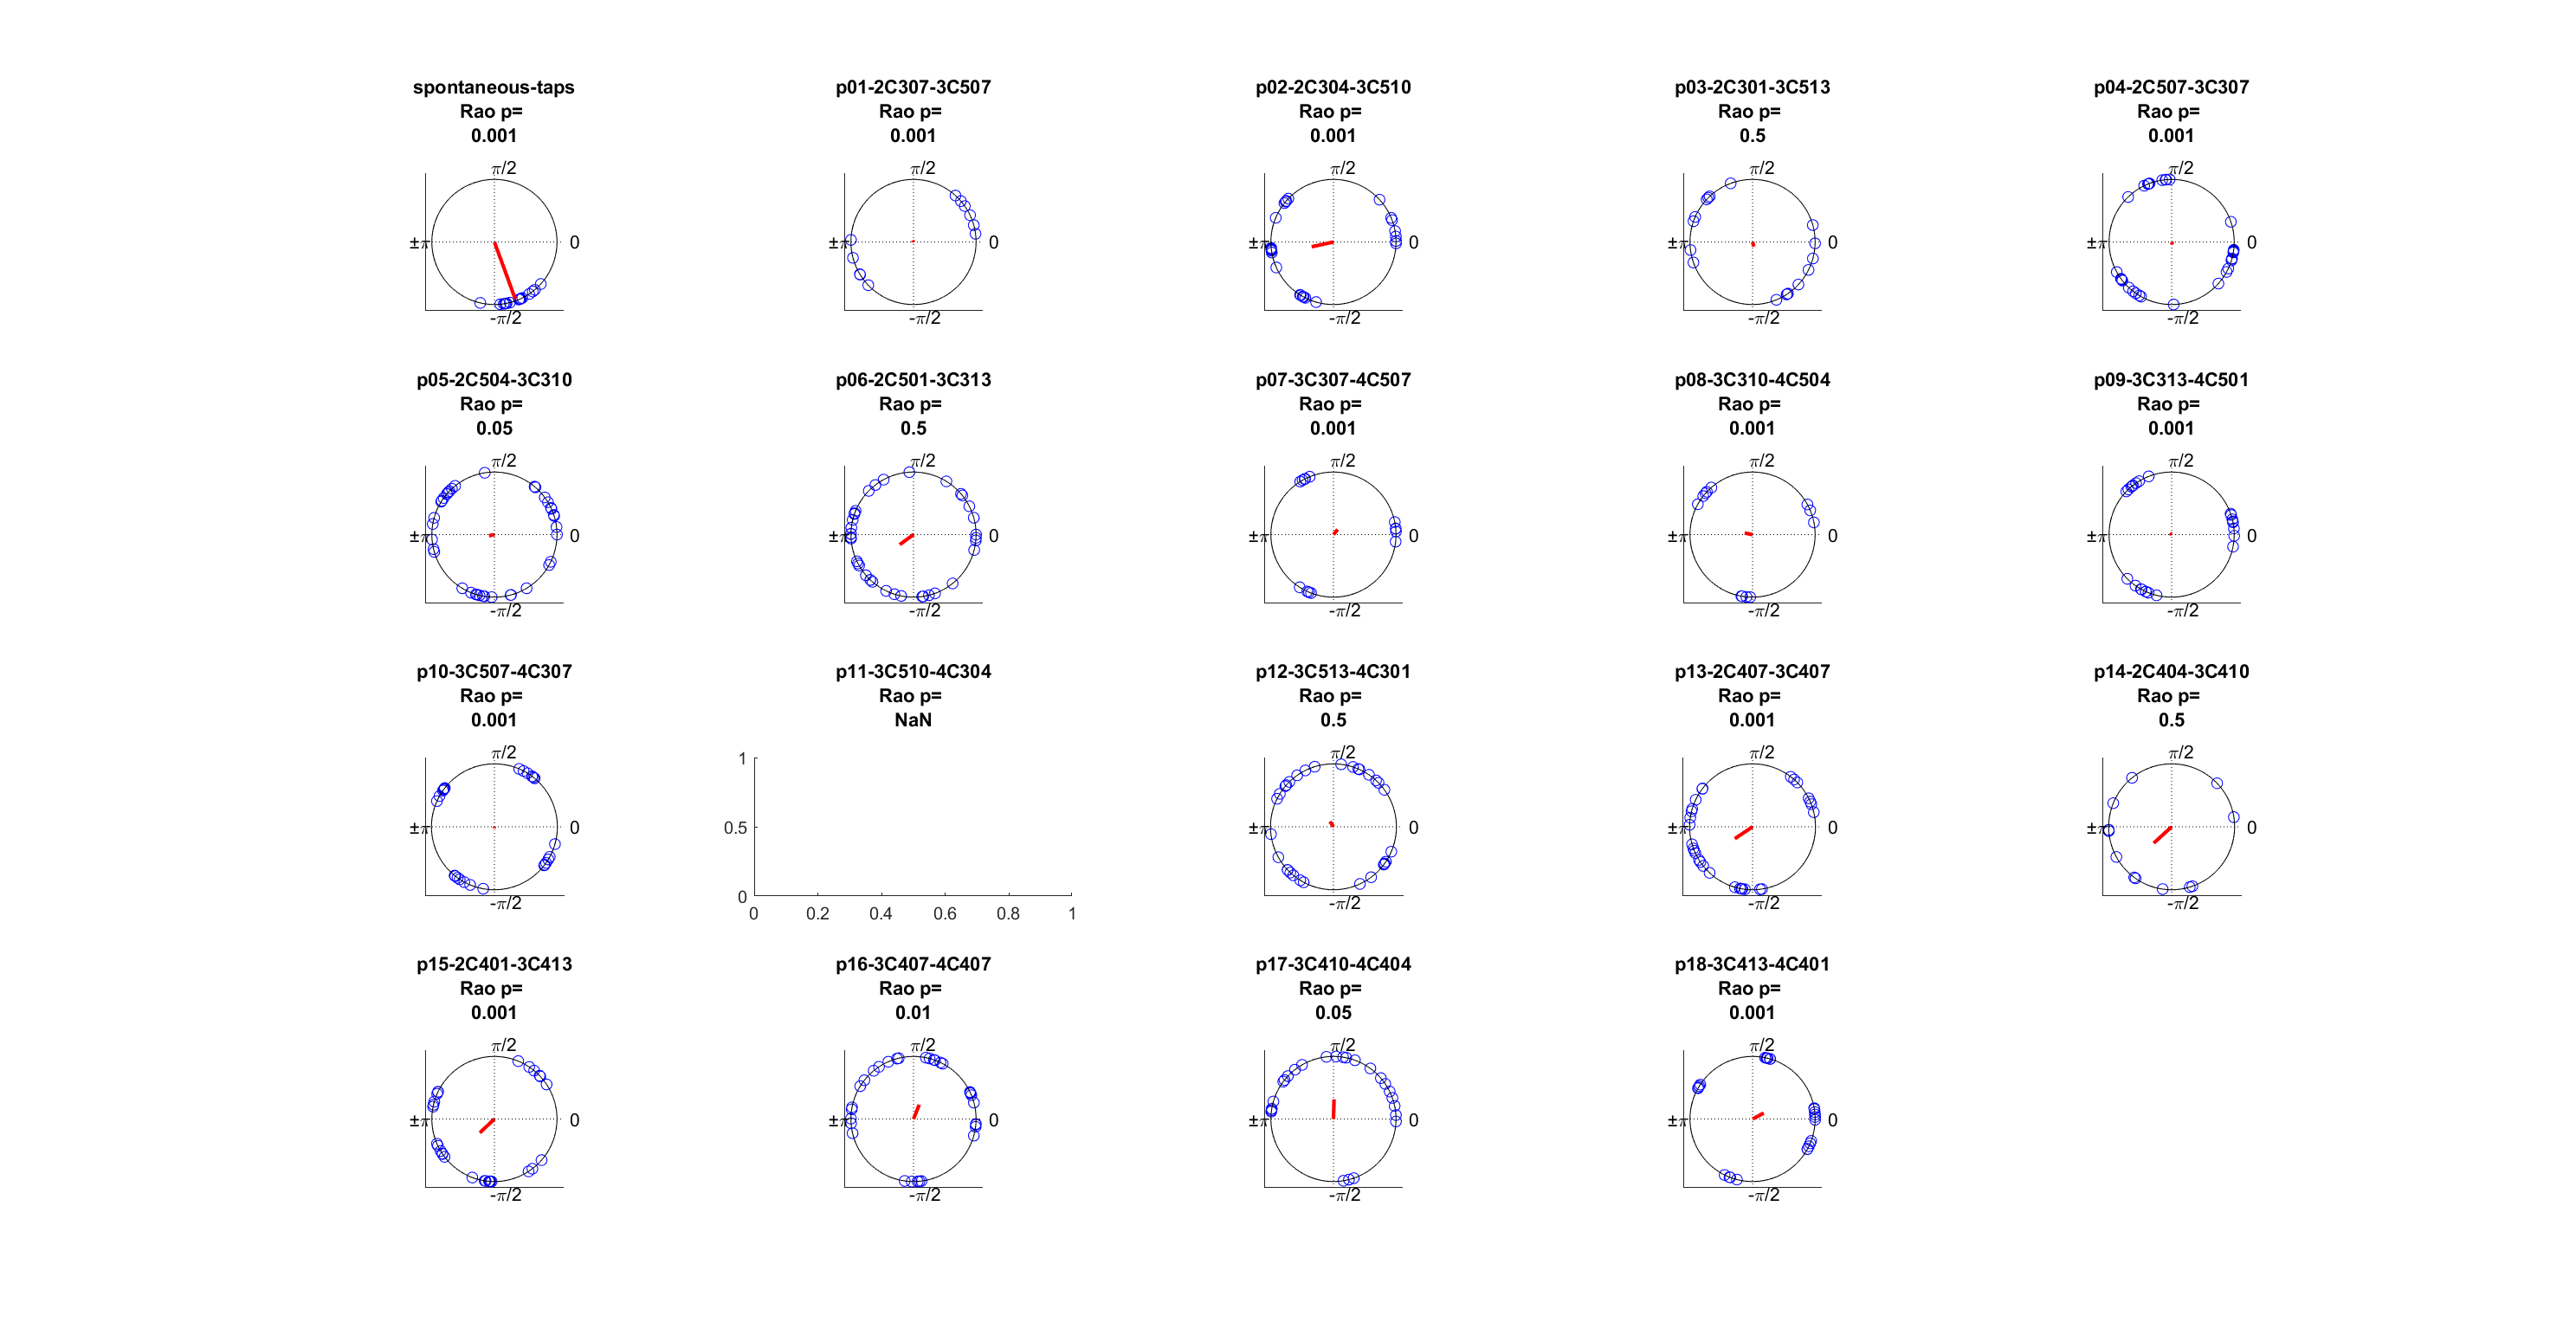 spontaneous-taps
Rao p=
0.001
π/2
±π
0
-π/2
p01-2C307-3C507
Rao p=
0.001
π/2
±π
0
-π/2
p02-2C304-3C510
Rao p=
0.001
π/2
±π
0
-π/2
p03-2C301-3C513
Rao p=
0.5
π/2
±π
0
-π/2
p04-2C507-3C307
Rao p=
0.001
π/2
±π
0
-π/2
p05-2C504-3C310
Rao p=
0.05
π/2
±π
0
-π/2
p06-2C501-3C313
Rao p=
0.5
π/2
±π
0
-π/2
p07-3C307-4C507
Rao p=
0.001
π/2
±π
0
-π/2
p08-3C310-4C504
Rao p=
0.001
π/2
±π
0
-π/2
p09-3C313-4C501
Rao p=
0.001
π/2
±π
0
-π/2
p10-3C507-4C307
Rao p=
0.001
π/2
±π
0
-π/2
p11-3C510-4C304
Rao p=
NaN
1
0.5
0
0 0.2 0.4 0.6 0.8 1
p12-3C513-4C301
Rao p=
0.5
π/2
±π
0
-π/2
p13-2C407-3C407
Rao p=
0.001
π/2
±π
0
-π/2
p14-2C404-3C410
Rao p=
0.5
π/2
±π
0
-π/2
p15-2C401-3C413
Rao p=
0.001
π/2
±π
0
-π/2
p16-3C407-4C407
Rao p=
0.01
π/2
±π
0
-π/2
p17-3C410-4C404
Rao p=
0.05
π/2
±π
0
-π/2
p18-3C413-4C401
Rao p=
0.001
π/2
±π
0
-π/2